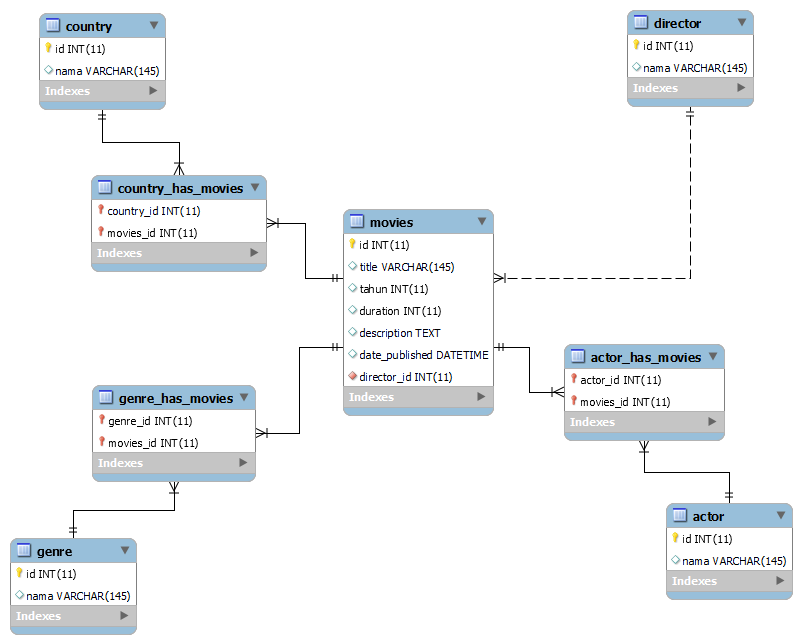 country
id INT(11)
nama VARCHAR(145)
Indexes
director
id INT(11)
nama VARCHAR(145)
Indexes
country_has_movies
country_id INT(11)
movies_id INT(11)
Indexes
movies
id INT(11)
title VARCHAR(145)
tahun INT(11)
duration INT(11)
description TEXT
date_published DATETIME
director_id INT(11)
Indexes
actor_has_movies
actor_id INT(11)
movies_id INT(11)
Indexes
genre_has_movies
genre_id INT(11)
movies_id INT(11)
Indexes
actor
id INT(11)
nama VARCHAR(145)
Indexes
genre
id INT(11)
nama VARCHAR(145)
Indexes